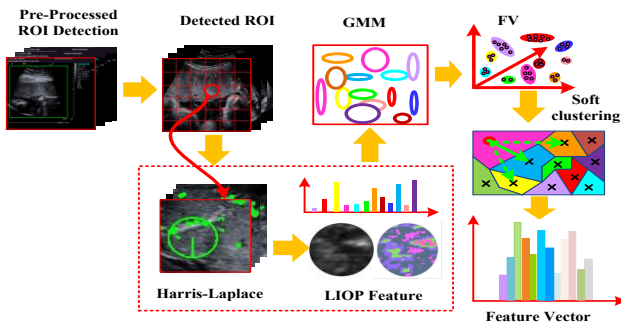 Pre-Processed
ROI Detection
Detected ROI
GMM
FV
Soft
clustering
Harris-Laplace
LIOP Feature
Feature Vector